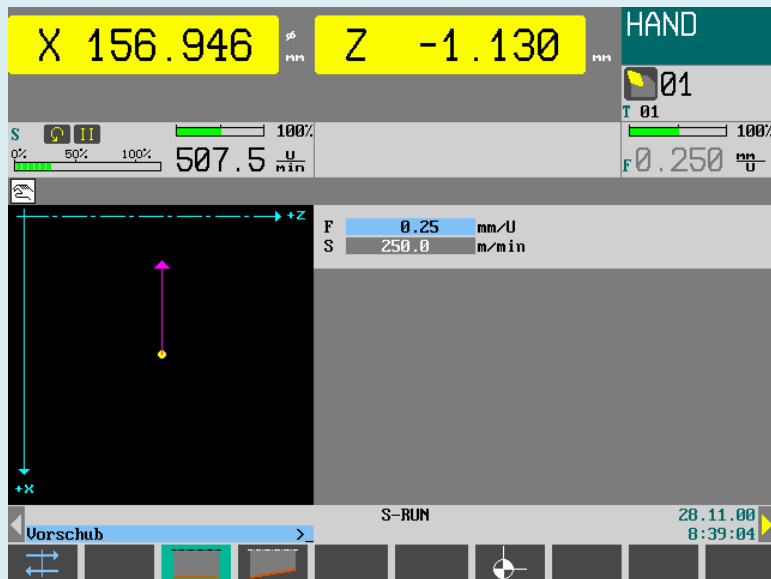 X 156.946 ⌀ mm Z -1.130 mm
HAND
01
T 01
S 100% 100%
0% 50% 100% 507.5 U/min F0.250 mm/U
+Z
F 0.25 mm/U
S 250.0 m/min
+X
S-RUN 28.11.00
Vorschub >_ 8:39:04